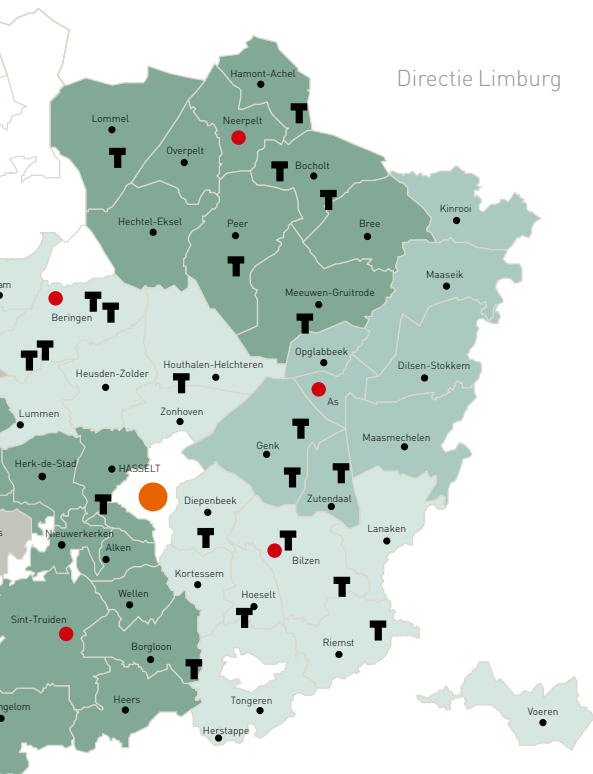 Directie Limburg
Hamont-Achel
Lommel
Neerpelt
Overpelt
Bocholt
Kinrooi
Hechtel-Eksel
Peer
Bree
Maaseik
am
Meeuwen-Gruitrode
Beringen
Opglabbeek
Houthalen-Helchteren
Dilsen-Stokkem
Heusden-Zolder
As
Lummen
Zonhoven
Maasmechelen
Genk
Herk-de-Stad
HASSELT
Zutendaal
Diepenbeek
Lanaken
s
Nieuwerkerken
Alken
Bilzen
Kortessem
Wellen
Hoeselt
Sint-Truiden
Borgloon
Riemst
Heers
Tongeren
ngelom
Voeren
Herstappe